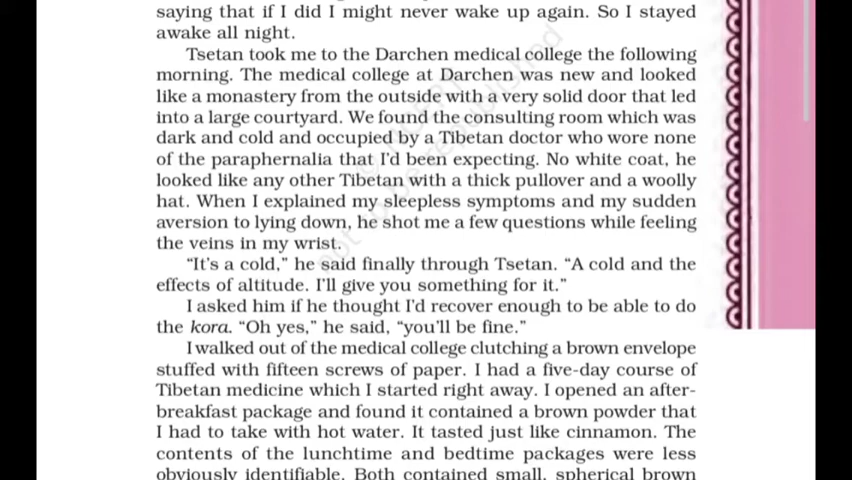 saying that if I did I might never wake up again. So I stayed
awake all night.
Tsetan took me to the Darchen medical college the following
morning. The medical college at Darchen was new and looked
like a monastery from the outside with a very solid door that led
into a large courtyard. We found the consulting room which was
dark and cold and occupied by a Tibetan doctor who wore none
of the paraphernalia that I'd been expecting. No white coat, he
looked like any other Tibetan with a thick pullover and a woolly
hat. When I explained my sleepless symptoms and my sudden
aversion to lying down, he shot me a few questions while feeling
the veins in my wrist.
“It's a cold,” he said finally through Tsetan. “A cold and the
effects of altitude. I'll give you something for it.”
I asked him if he thought I'd recover enough to be able to do
the kora. “Oh yes,” he said, “you'll be fine.”
I walked out of the medical college clutching a brown envelope
stuffed with fifteen screws of paper. I had a five-day course of
Tibetan medicine which I started right away. I opened an after-
breakfast package and found it contained a brown powder that
I had to take with hot water. It tasted just like cinnamon. The
contents of the lunchtime and bedtime packages were less
obviously identifiable. Both contained small, spherical brown
not to be republished